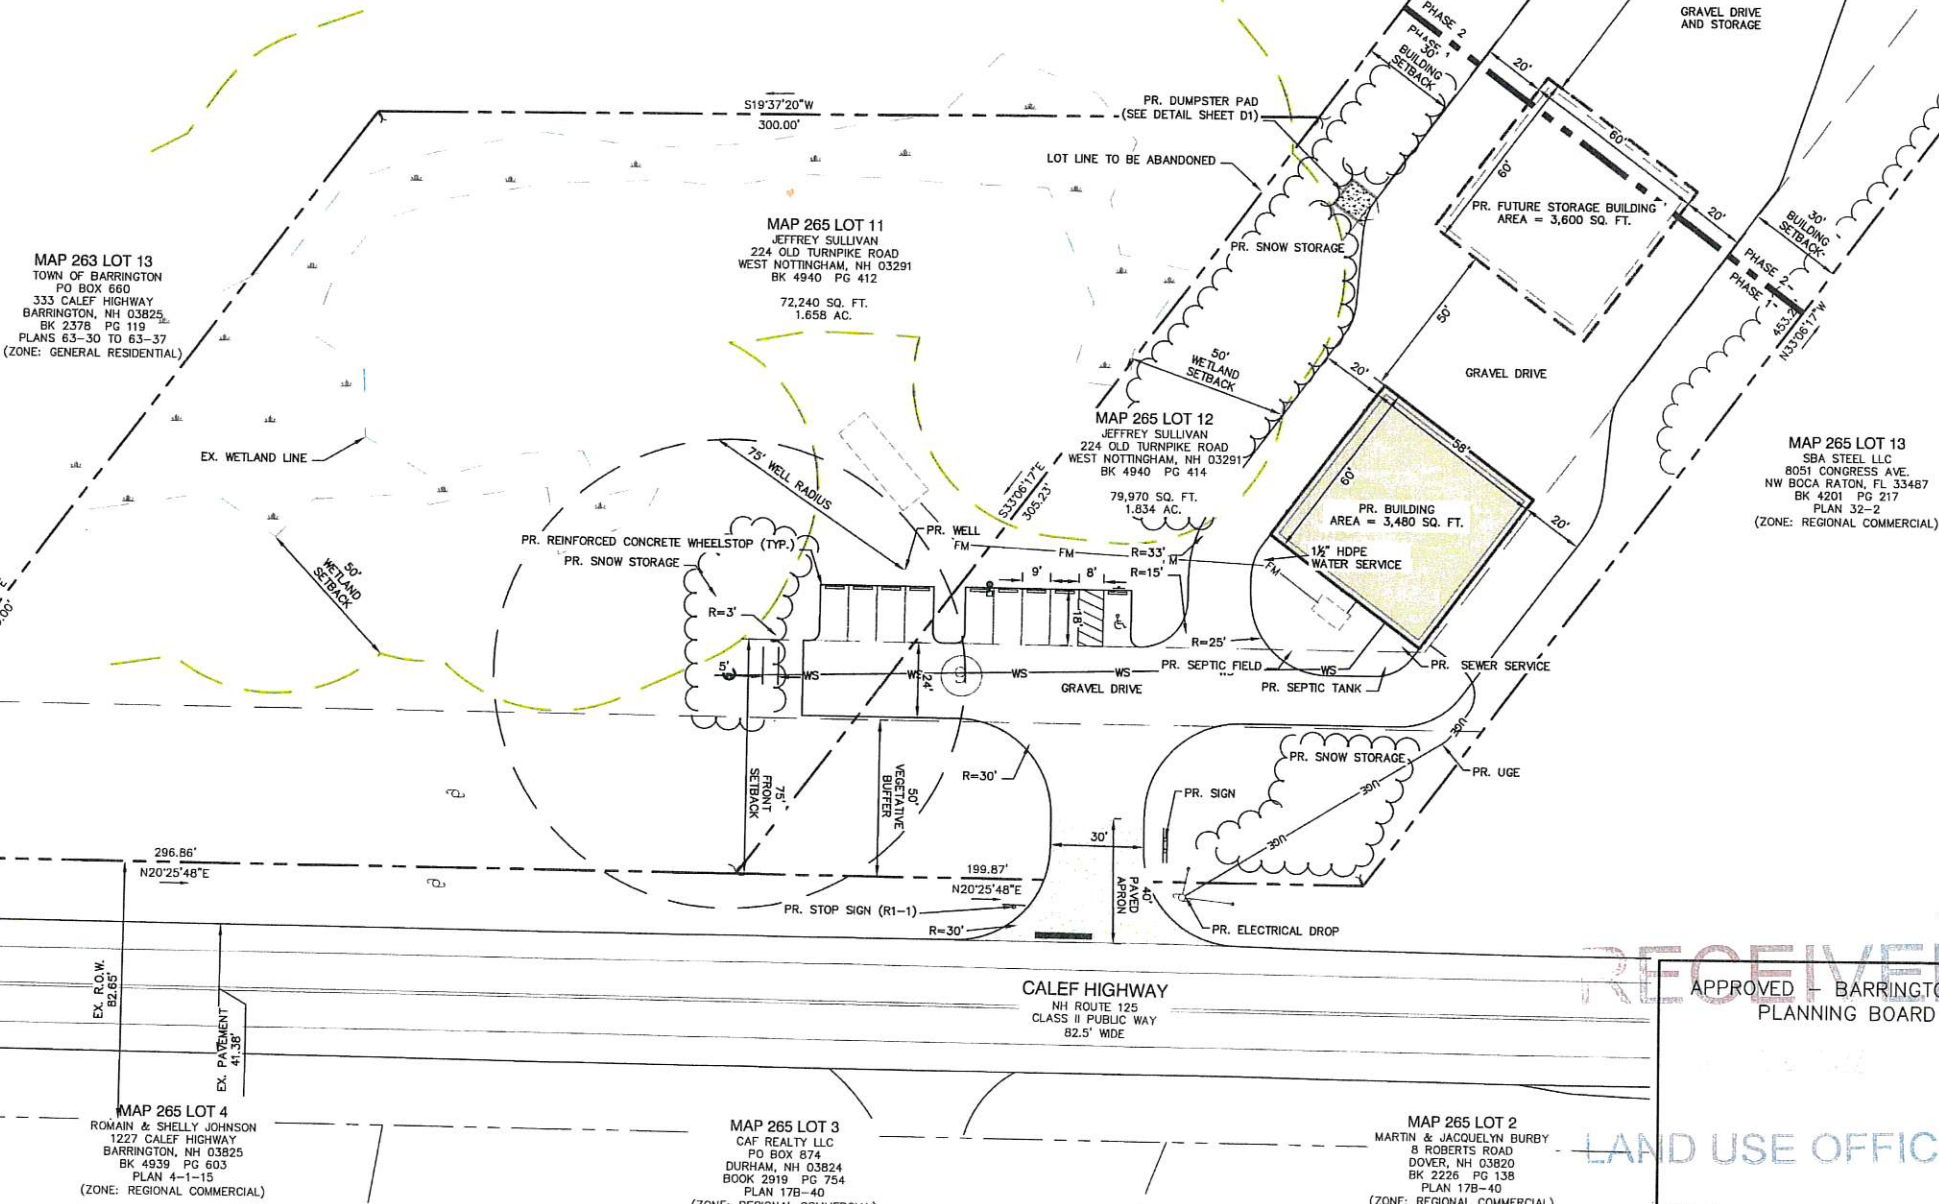 GRAVEL DRIVE
AND STORAGE
PHASE 2
PHASE 1
30'
BUILDING
SETBACK
20'
S19°37'20"W
300.00'
PR. DUMPSTER PAD
(SEE DETAIL SHEET D1)
LOT LINE TO BE ABANDONED
60'
60'
PR. FUTURE STORAGE BUILDING
AREA = 3,600 SQ. FT.
20'
30'
BUILDING
SETBACK
PHASE 2
PHASE 1
N33°06'17"W
MAP 263 LOT 13
TOWN OF BARRINGTON
PO BOX 660
333 CALEF HIGHWAY
BARRINGTON, NH 03825
BK 2378 PG 119
PLANS 63-30 TO 63-37
(ZONE: GENERAL RESIDENTIAL)
MAP 265 LOT 11
JEFFREY SULLIVAN
224 OLD TURNPIKE ROAD
WEST NOTTINGHAM, NH 03291
BK 4940 PG 412
72,240 SQ. FT.
1.658 AC.
PR. SNOW STORAGE
50'
50'
WETLAND
SETBACK
20'
GRAVEL DRIVE
MAP 265 LOT 12
JEFFREY SULLIVAN
224 OLD TURNPIKE ROAD
WEST NOTTINGHAM, NH 03291
BK 4940 PG 414
79,970 SQ. FT.
1.834 AC.
58'
60'
PR. BUILDING
AREA = 3,480 SQ. FT.
20'
MAP 265 LOT 13
SBA STEEL LLC
8051 CONGRESS AVE.
NW BOCA RATON, FL 33487
BK 4201 PG 217
PLAN 32-2
(ZONE: REGIONAL COMMERCIAL)
EX. WETLAND LINE
75' WELL RADIUS
S33°06'17"E
305.23'
PR. WELL
PR. REINFORCED CONCRETE WHEELSTOP (TYP.)
PR. SNOW STORAGE
FM
FM
R=33'
FM
1½" HDPE
WATER SERVICE
50'
WETLAND
SETBACK
R=3'
9'
8'
R=15'
18'
R=25'
5'
WS
WS
24'
WS
WS
PR. SEPTIC FIELD
WS
PR. SEWER SERVICE
GRAVEL DRIVE
PR. SEPTIC TANK
UGE
PR. SNOW STORAGE
PR. UGE
75'
FRONT
SETBACK
50'
VEGETATIVE
BUFFER
R=30'
PR. SIGN
UGE
UGE
30'
296.86'
N20°25'48"E
199.87'
N20°25'48"E
40'
PAVED
APRON
PR. STOP SIGN (R1-1)
R=30'
PR. ELECTRICAL DROP
EX. R.O.W.
82.65'
EX. PAVEMENT
41.38'
CALEF HIGHWAY
NH ROUTE 125
CLASS II PUBLIC WAY
82.5' WIDE
RECEIVE
APPROVED - BARRINGTO
PLANNING BOARD
MAP 265 LOT 4
ROMAIN & SHELLY JOHNSON
1227 CALEF HIGHWAY
BARRINGTON, NH 03825
BK 4939 PG 603
PLAN 4-1-15
(ZONE: REGIONAL COMMERCIAL)
MAP 265 LOT 3
CAF REALTY LLC
PO BOX 874
DURHAM, NH 03824
BOOK 2919 PG 754
PLAN 17B-40
(ZONE: REGIONAL COMMERCIAL)
MAP 265 LOT 2
MARTIN & JACQUELYN BURBY
8 ROBERTS ROAD
DOVER, NH 03820
BK 2226 PG 138
PLAN 17B-40
(ZONE: REGIONAL COMMERCIAL)
LAND USE OFFIC